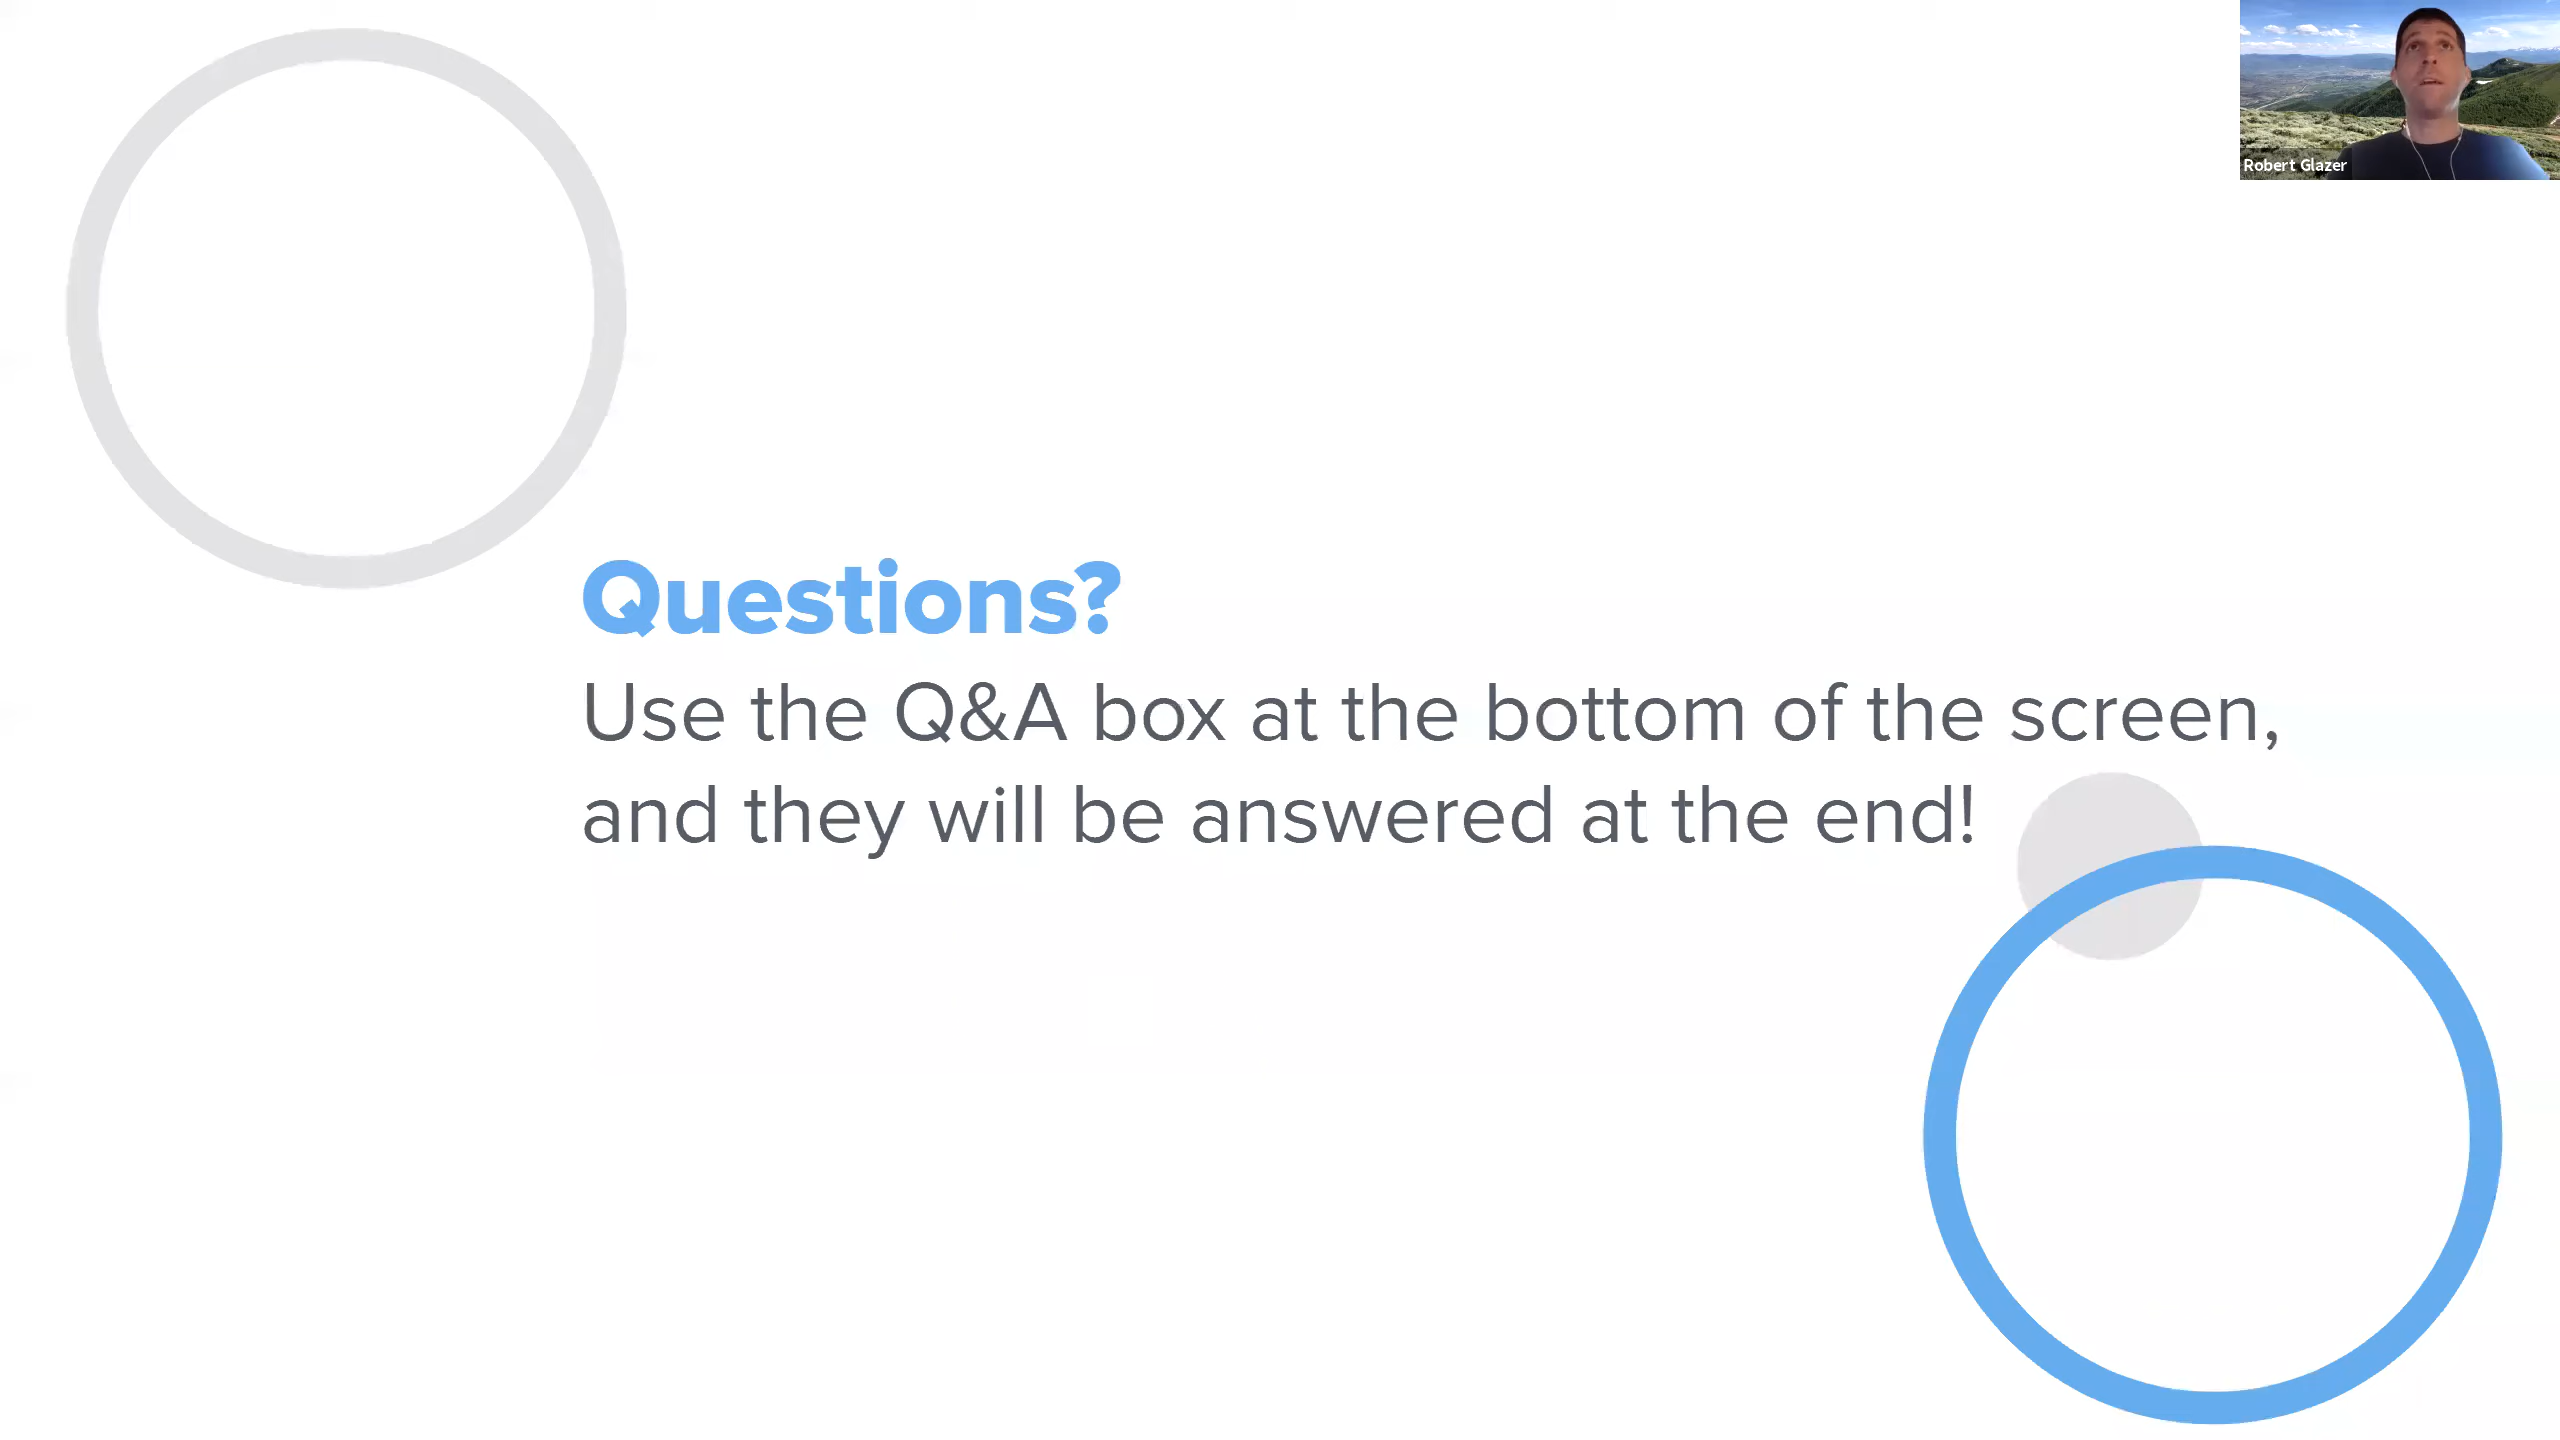 Robert Glazer
Questions?
Use the Q&A box at the bottom of the screen,
and they will be answered at the end!